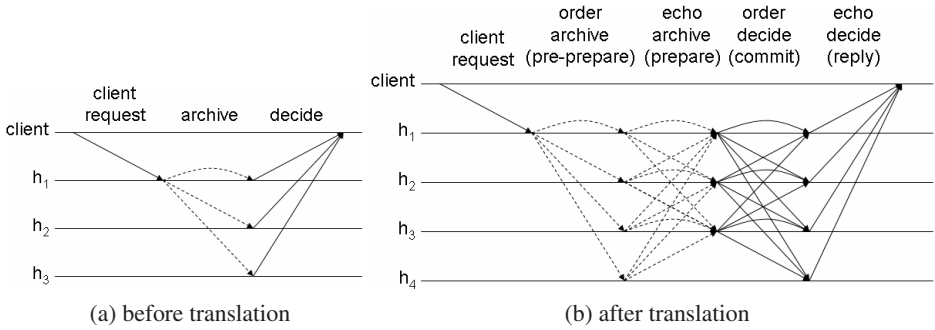 client
request
archive
decide
client
h1
h2
h3
(a) before translation
client
request
order
archive
(pre-prepare)
echo
archive
(prepare)
order
decide
(commit)
echo
decide
(reply)
client
h1
h2
h3
h4
(b) after translation